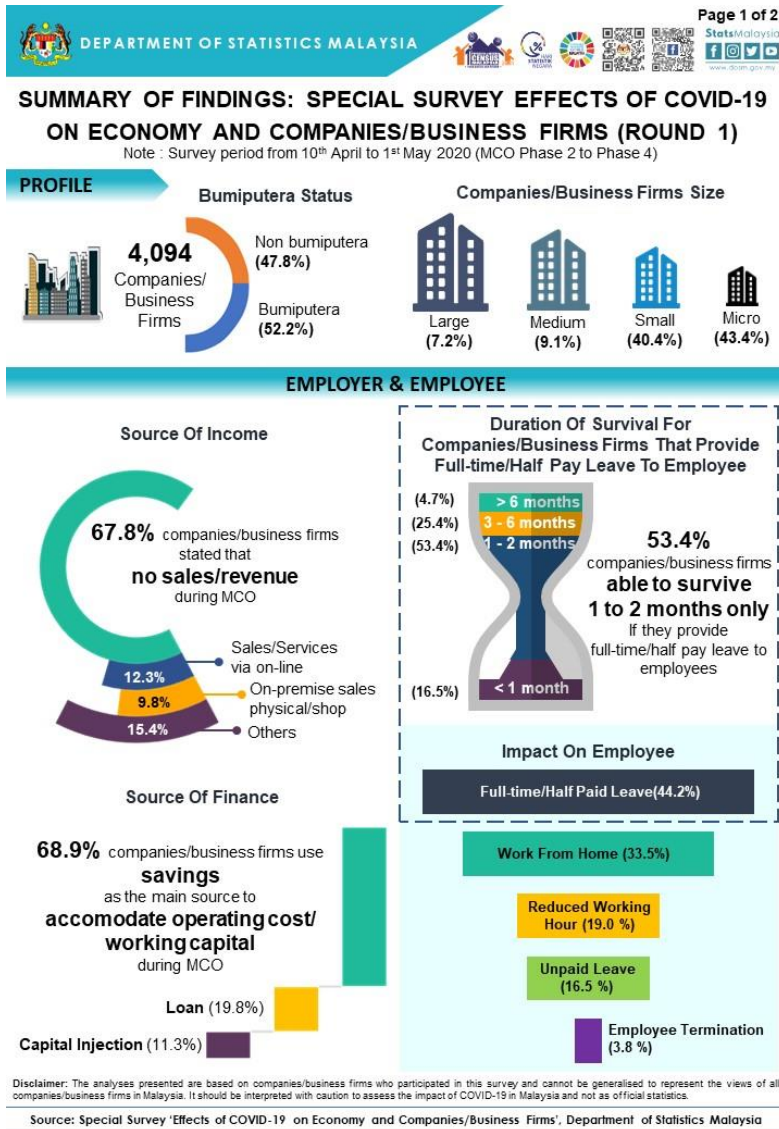 Page 1 of 2
DEPARTMENT OF STATISTICS MALAYSIA
StatsMalaysia
www.dosm.gov.my
CENSUS
SUMMARY OF FINDINGS: SPECIAL SURVEY EFFECTS OF COVID-19
ON ECONOMY AND COMPANIES/BUSINESS FIRMS (ROUND 1)
Note : Survey period from 10th April to 1st May 2020 (MCO Phase 2 to Phase 4)
PROFILE
Bumiputera Status
4,094
Companies/
Business
Firms
Non bumiputera
(47.8%)
Bumiputera
(52.2%)
Companies/Business Firms Size
Large
(7.2%)
Medium
(9.1%)
Small
(40.4%)
Micro
(43.4%)
EMPLOYER & EMPLOYEE
Source Of Income
67.8% companies/business firms
stated that
no sales/revenue
during MCO
Sales/Services
via on-line
12.3%
On-premise sales
physical/shop
9.8%
Others
15.4%
Duration Of Survival For
Companies/Business Firms That Provide
Full-time/Half Pay Leave To Employee
(4.7%) > 6 months
(25.4%) 3 - 6 months
(53.4%) 1 - 2 months
(16.5%) < 1 month
53.4%
companies/business firms
able to survive
1 to 2 months only
If they provide
full-time/half pay leave to
employees
Source Of Finance
68.9% companies/business firms use
savings
as the main source to
accomodate operating cost/
working capital
during MCO
Loan (19.8%)
Capital Injection (11.3%)
Impact On Employee
Full-time/Half Paid Leave(44.2%)
Work From Home (33.5%)
Reduced Working
Hour (19.0 %)
Unpaid Leave
(16.5 %)
Employee Termination
(3.8 %)
Disclaimer: The analyses presented are based on companies/business firms who participated in this survey and cannot be generalised to represent the views of all
companies/business firms in Malaysia. It should be interpreted with caution to assess the impact of COVID-19 in Malaysia and not as official statistics.
Source: Special Survey 'Effects of COVID-19 on Economy and Companies/Business Firms', Department of Statistics Malaysia